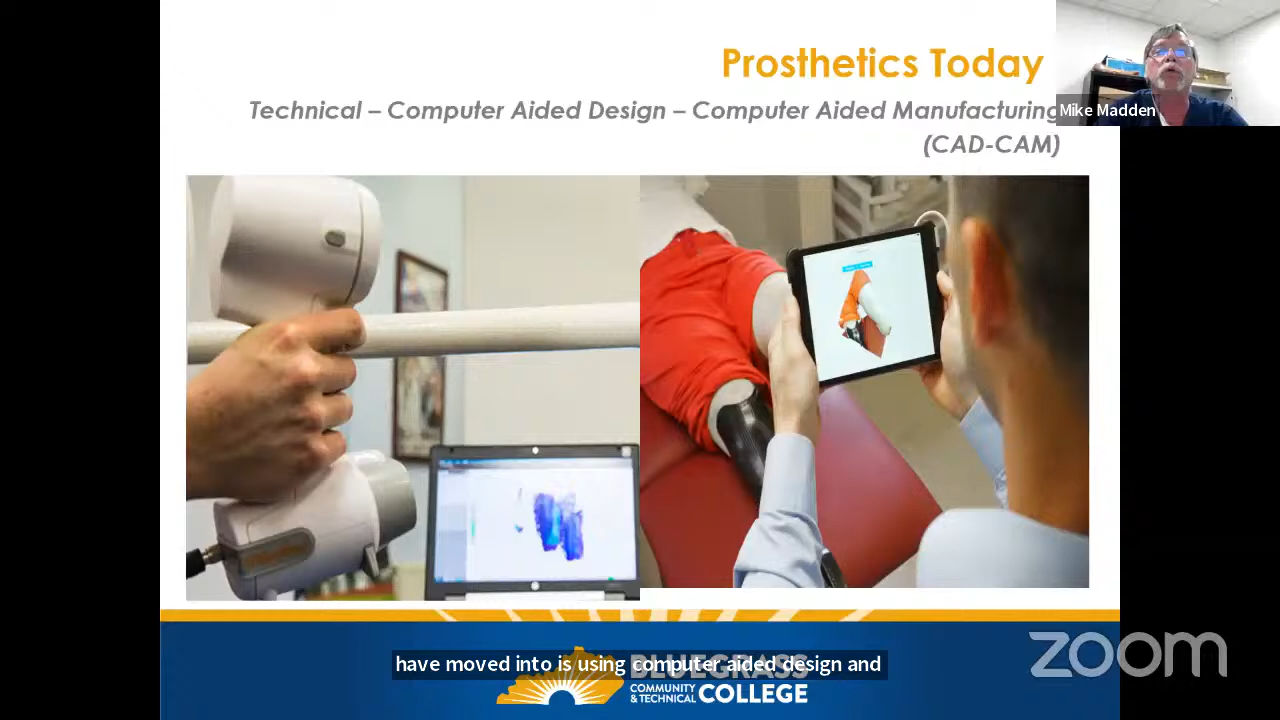 Prosthetics Today
Technical – Computer Aided Design – Computer Aided Manufacturing
(CAD-CAM)
Mike Madden
have moved into is using computer aided design and
BLUEGRASS
COMMUNITY
& TECHNICAL COLLEGE
zoom